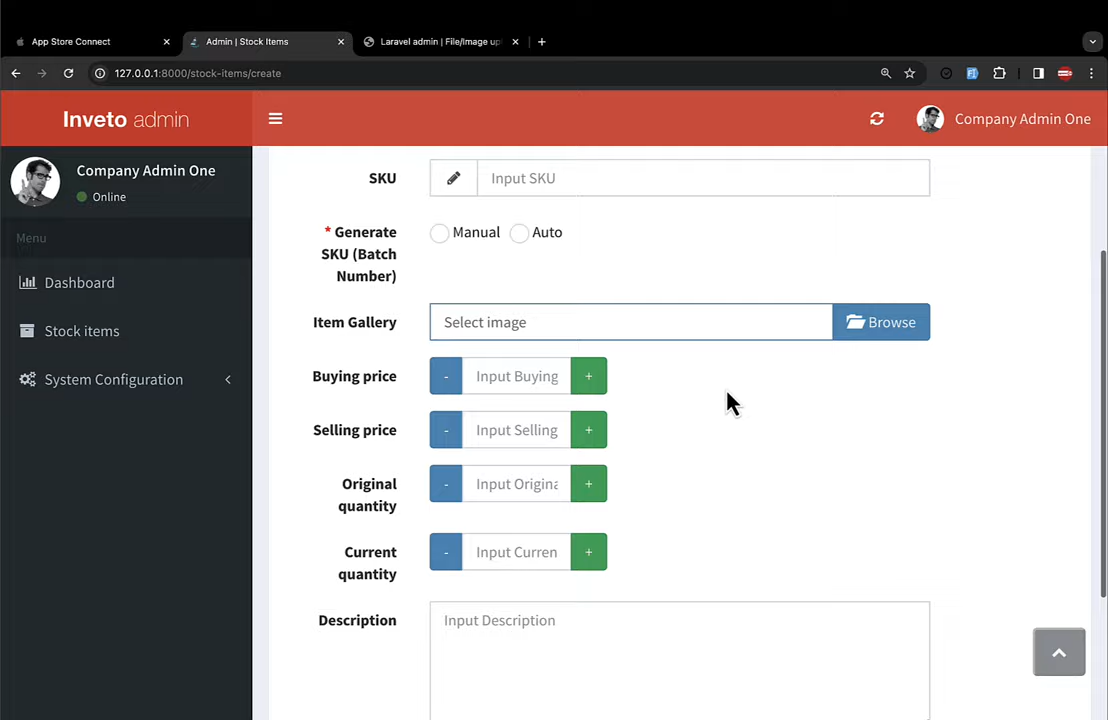 App Store Connect
Admin | Stock Items
Laravel admin | File/Image up
127.0.0.1:8000/stock-items/create
Inveto admin
Company Admin One
Company Admin One
Online
Menu
Dashboard
Stock items
System Configuration
SKU
Input SKU
* Generate SKU (Batch Number)
Manual
Auto
Item Gallery
Select image
Browse
Buying price
-
Input Buying
+
Selling price
-
Input Selling
+
Original quantity
-
Input Origina
+
Current quantity
-
Input Curren
+
Description
Input Description